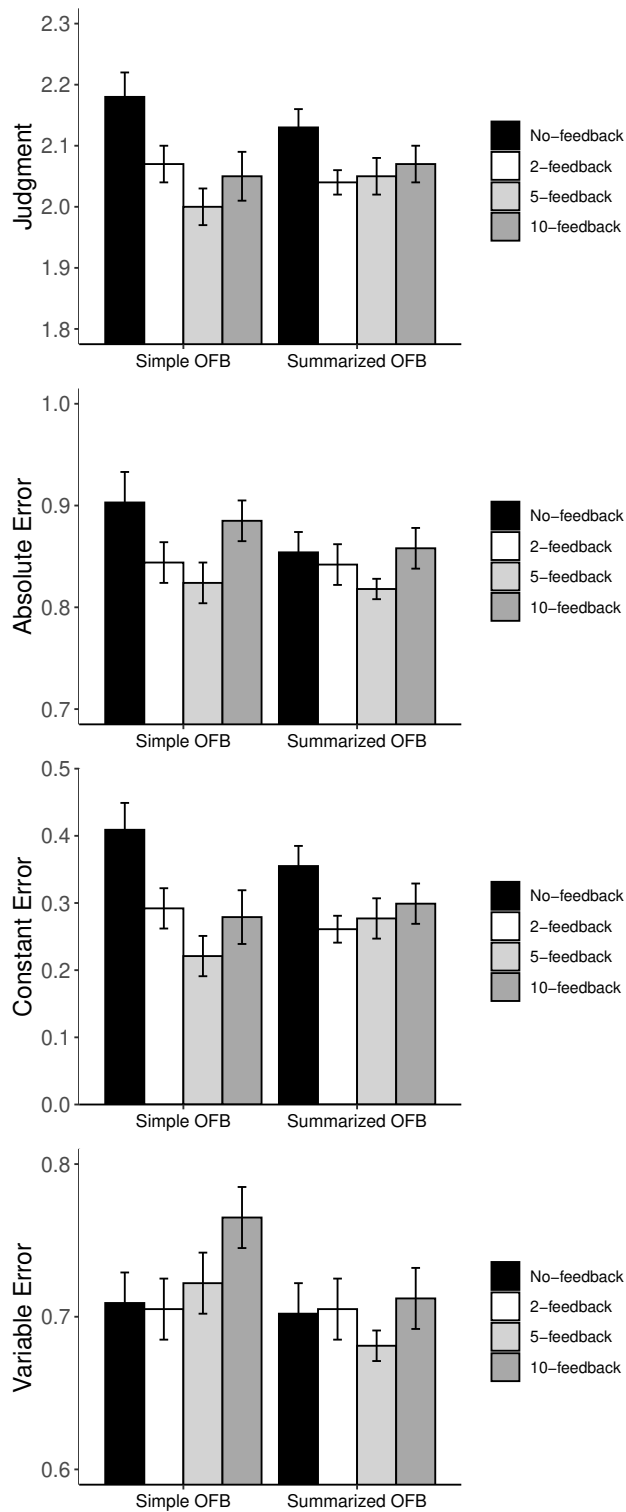 Judgment
2.3
2.2
2.1
2.0
1.9
1.8
Simple OFB
Summarized OFB
No−feedback
2−feedback
5−feedback
10−feedback
Absolute Error
1.0
0.9
0.8
0.7
Simple OFB
Summarized OFB
No−feedback
2−feedback
5−feedback
10−feedback
Constant Error
0.5
0.4
0.3
0.2
0.1
0.0
Simple OFB
Summarized OFB
No−feedback
2−feedback
5−feedback
10−feedback
Variable Error
0.8
0.7
0.6
Simple OFB
Summarized OFB
No−feedback
2−feedback
5−feedback
10−feedback